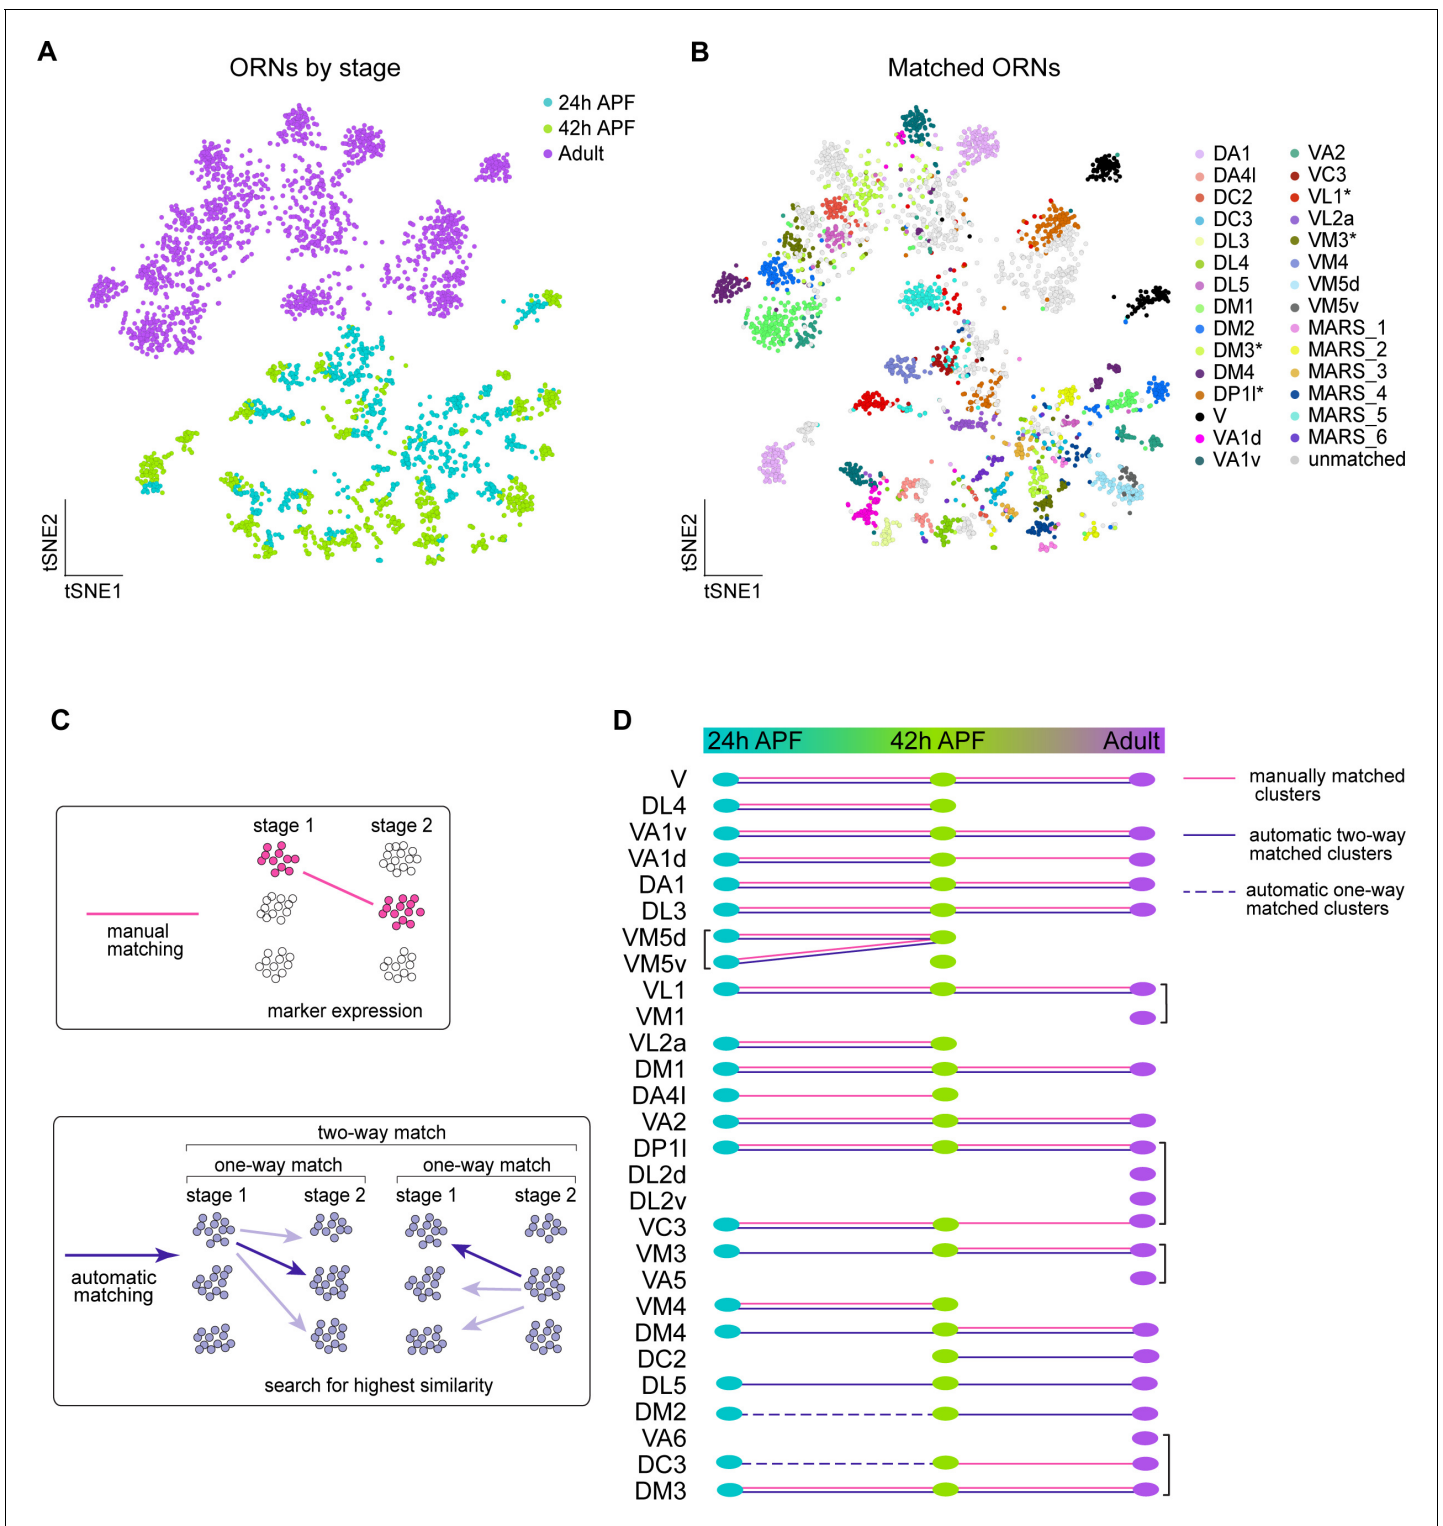 A
ORNs by stage
24h APF
42h APF
Adult
tSNE2
tSNE1
B
Matched ORNs
DA1
DA4l
DC2
DC3
DL3
DL4
DL5
DM1
DM2
DM3*
DM4
DP1l*
V
VA1d
VA1v
VA2
VC3
VL1*
VL2a
VM3*
VM4
VM5d
VM5v
MARS_1
MARS_2
MARS_3
MARS_4
MARS_5
MARS_6
unmatched
tSNE2
tSNE1
C
stage 1 stage 2
manual
matching
marker expression
two-way match
one-way match one-way match
stage 1 stage 2 stage 1 stage 2
automatic
matching
search for highest similarity
D
24h APF 42h APF Adult
V
DL4
VA1v
VA1d
DA1
DL3
VM5d
VM5v
VL1
VM1
VL2a
DM1
DA4l
VA2
DP1l
DL2d
DL2v
VC3
VM3
VA5
VM4
DM4
DC2
DL5
DM2
VA6
DC3
DM3
manually matched
clusters
automatic two-way
matched clusters
automatic one-way
matched clusters